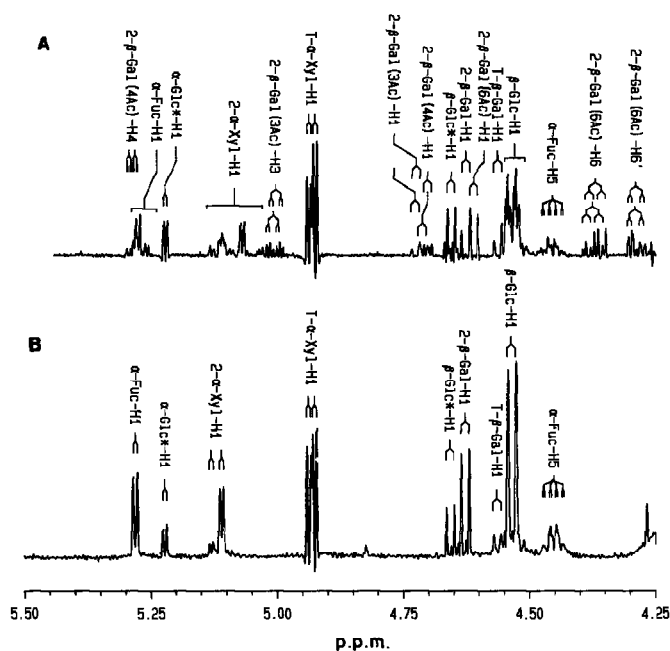 A
2-β-Gal(4Ac)-H4
α-Fuc-H1
α-Glc*-H1
2-α-Xyl-H1
2-β-Gal(3Ac)-H3
T-α-Xyl-H1
2-β-Gal(3Ac)-H1
2-β-Gal(4Ac)-H1
β-Glc*-H1
2-β-Gal-H1
2-β-Gal(6Ac)-H1
T-β-Gal-H1
β-Glc-H1
α-Fuc-H5
2-β-Gal(6Ac)-H6
2-β-Gal(6Ac)-H6'
B
α-Fuc-H1
α-Glc*-H1
2-α-Xyl-H1
T-α-Xyl-H1
β-Glc*-H1
2-β-Gal-H1
T-β-Gal-H1
β-Glc-H1
α-Fuc-H5
5.50 5.25 5.00 4.75 4.50 4.25
p.p.m.